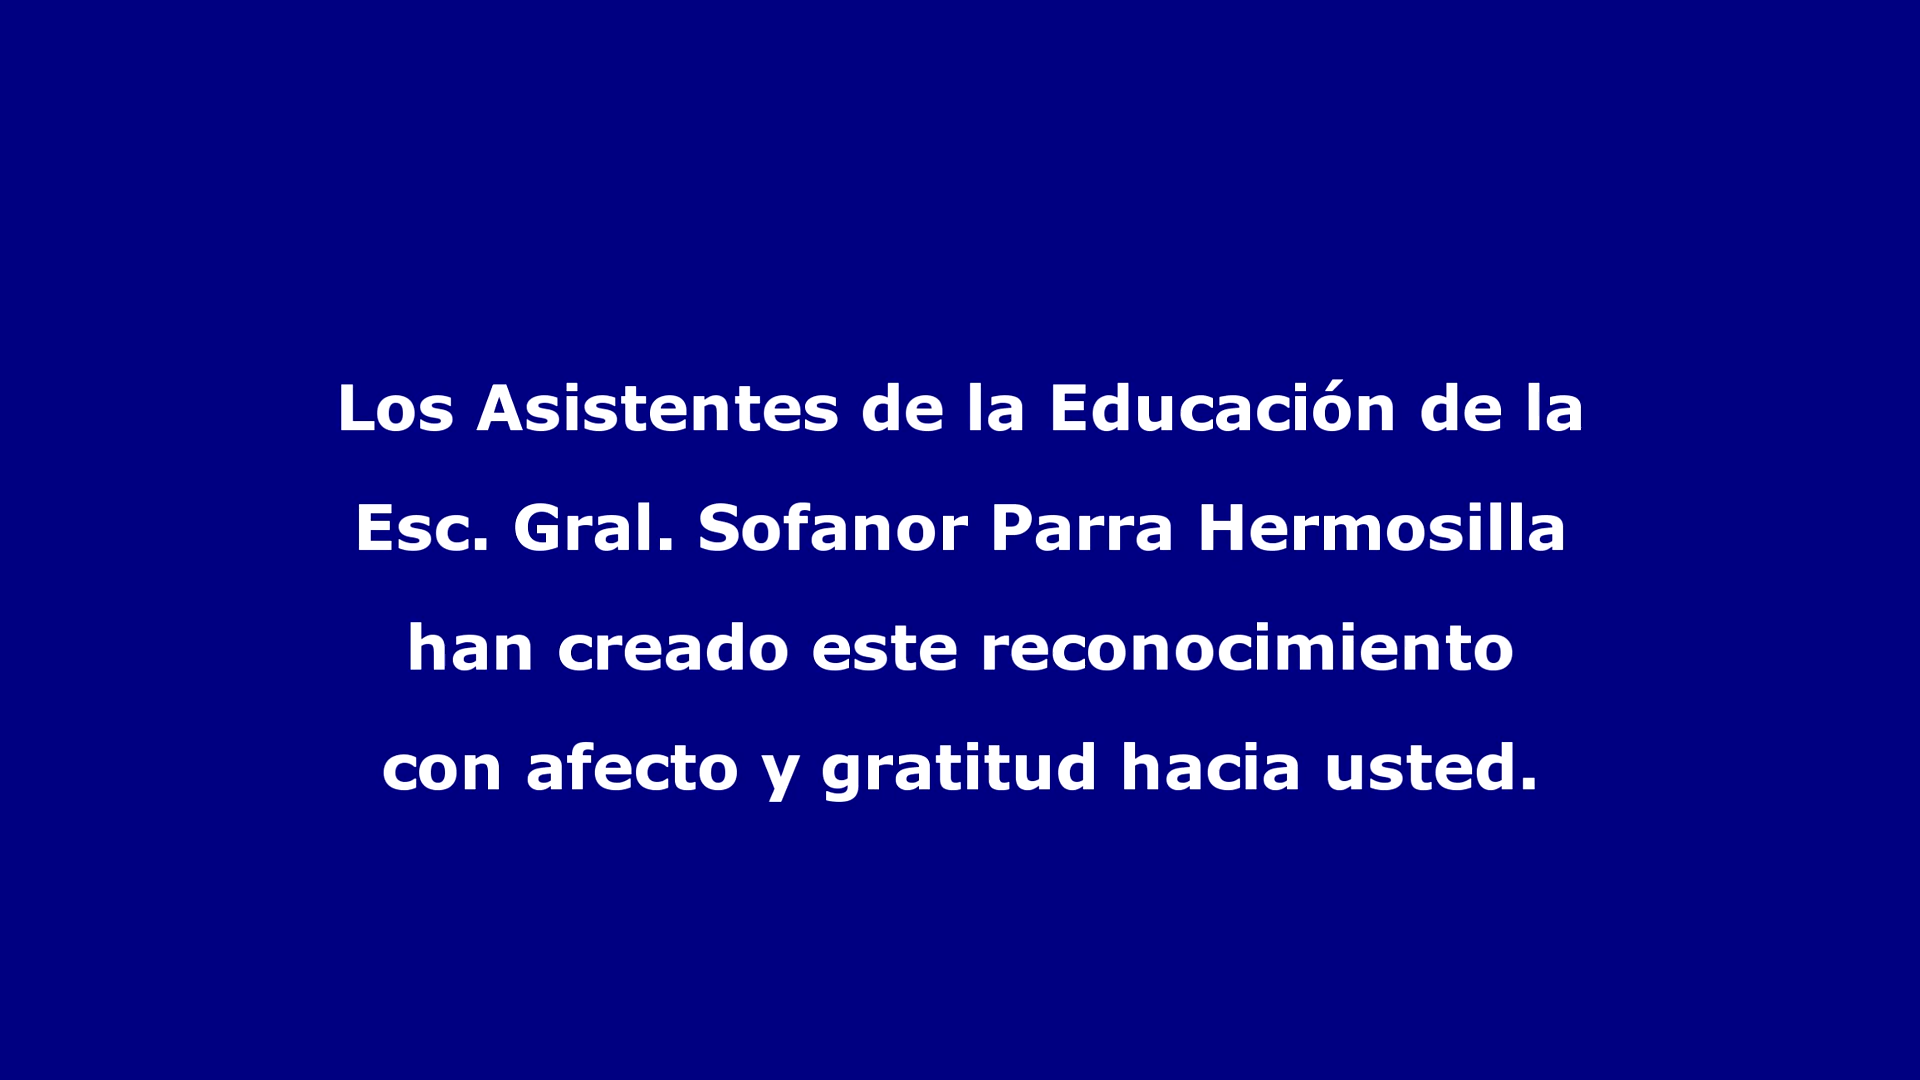 Los Asistentes de la Educación de la
Esc. Gral. Sofanor Parra Hermosilla
han creado este reconocimiento
con afecto y gratitud hacia usted.